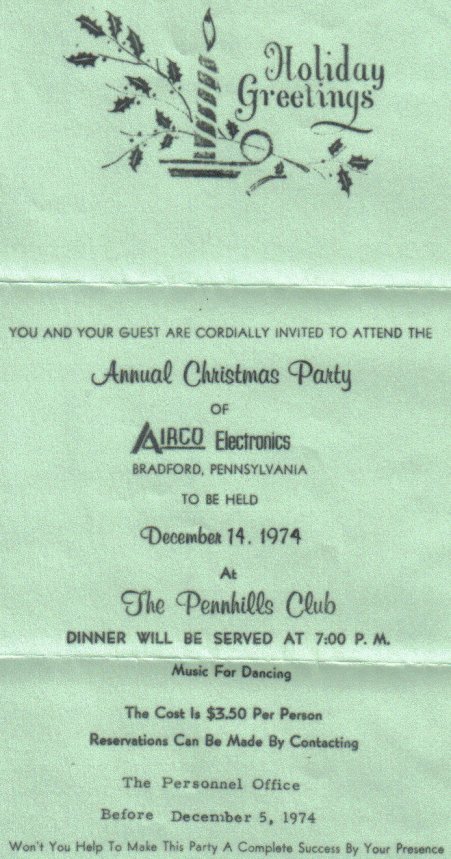 Holiday
Greetings
YOU AND YOUR GUEST ARE CORDIALLY INVITED TO ATTEND THE
Annual Christmas Party
OF
AIRCO Electronics
BRADFORD, PENNSYLVANIA
TO BE HELD
December 14, 1974
At
The Pennhills Club
DINNER WILL BE SERVED AT 7:00 P. M.
Music For Dancing
The Cost Is $3.50 Per Person
Reservations Can Be Made By Contacting
The Personnel Office
Before December 5, 1974
Won't You Help To Make This Party A Complete Success By Your Presence